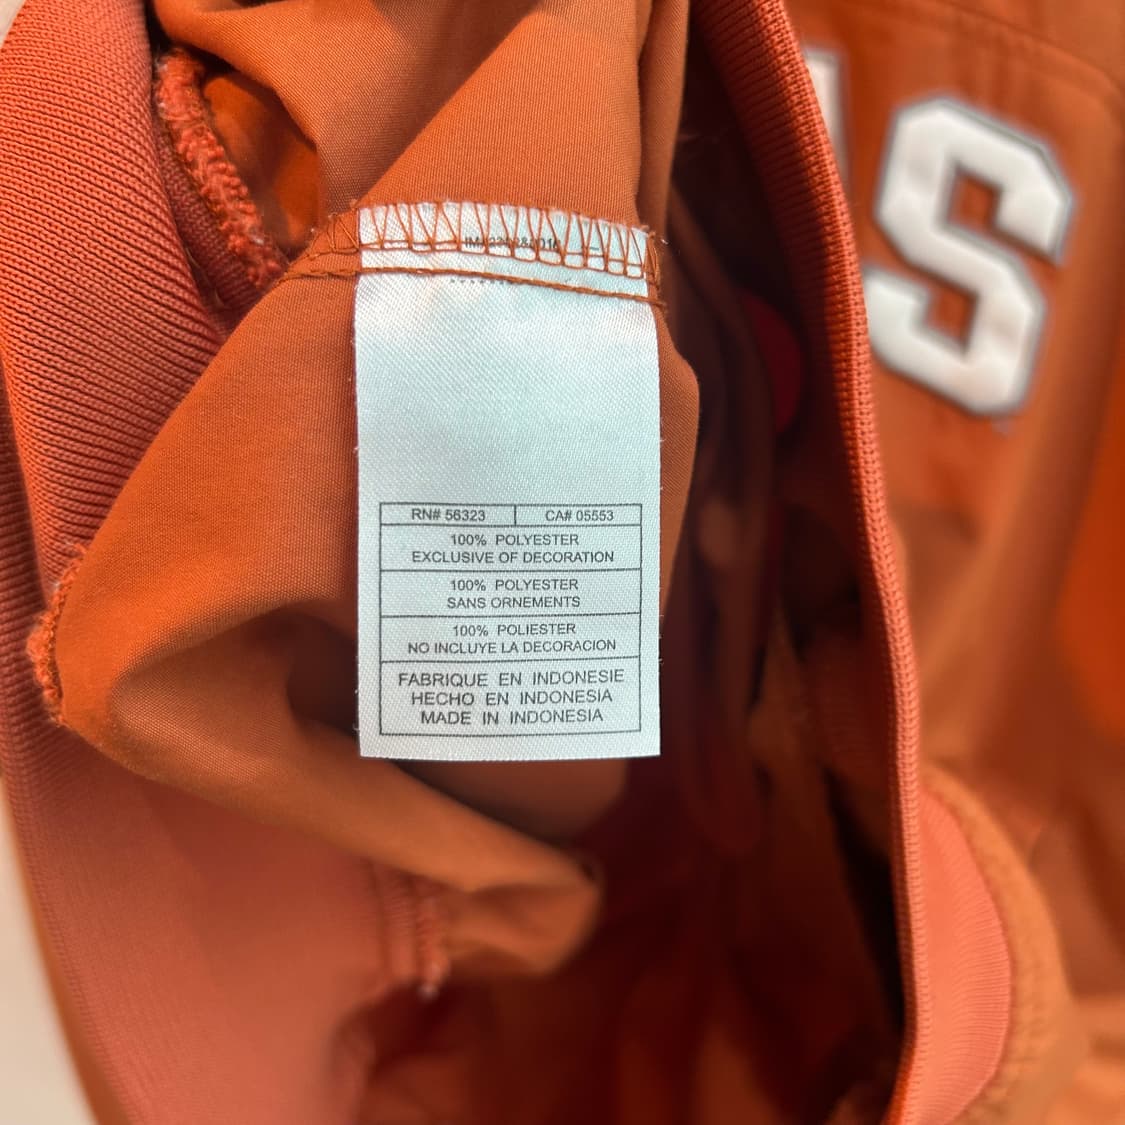 S
RN# 56323 CA# 05553
100% POLYESTER
EXCLUSIVE OF DECORATION
100% POLYESTER
SANS ORNEMENTS
100% POLIESTER
NO INCLUYE LA DECORACION
FABRIQUE EN INDONESIE
HECHO EN INDONESIA
MADE IN INDONESIA